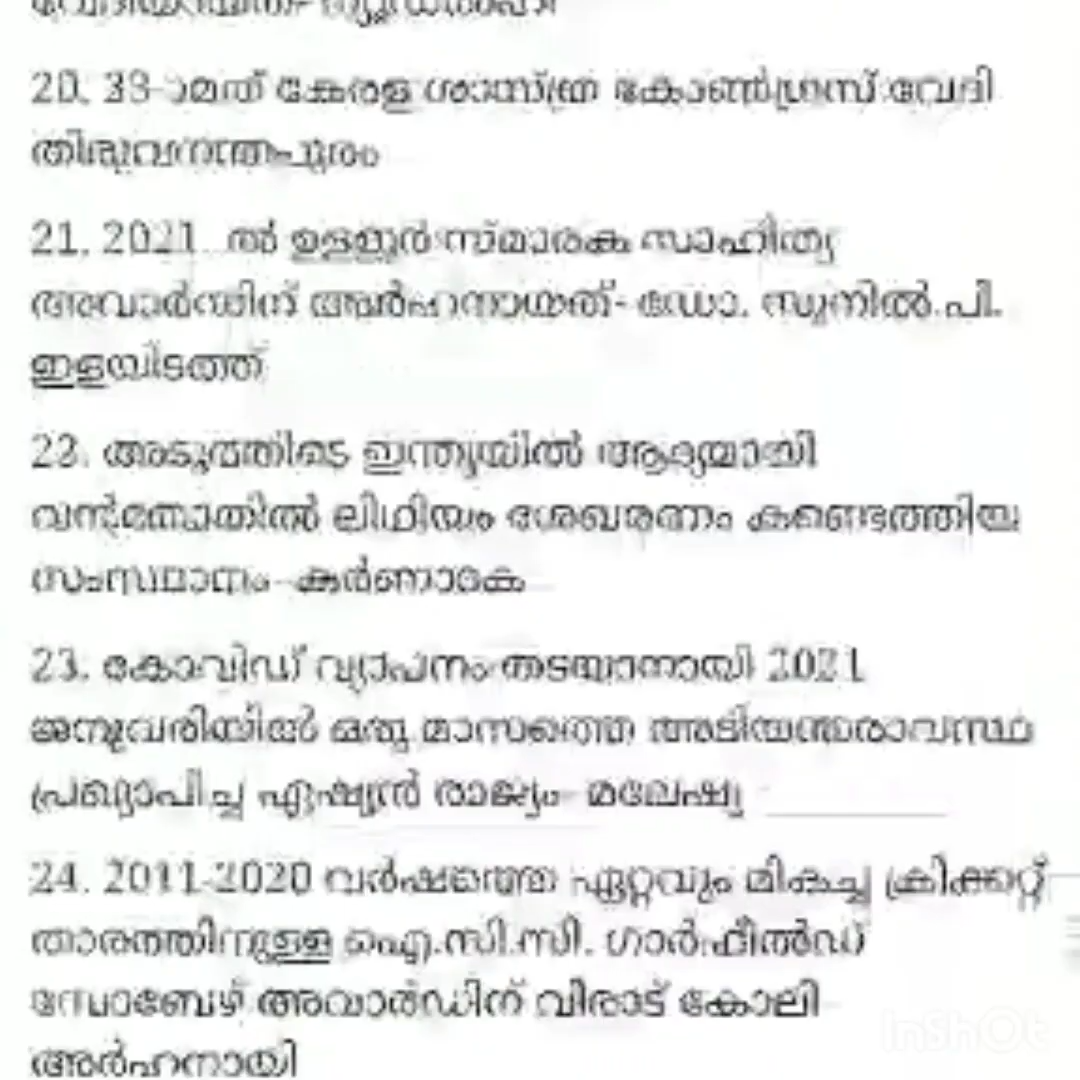 20. 33-ാമത് കേരള ശാസ്ത്ര കോൺഗ്രസ് വേദി
തിരുവനന്തപുരം
21. 2021 ൽ ഉള്ളൂർ സ്മാരക സാഹിത്യ
അവാർഡിന് അർഹനായത്- ഡോ. സുനിൽ.പി.
ഇളയിടത്ത്
22. അടുത്തിടെ ഇന്ത്യയിൽ ആദ്യമായി
വൻതോതിൽ ലിഥിയം ശേഖരണം കണ്ടെത്തിയ
സംസ്ഥാനം- കർണാടക
23. കോവിഡ് വ്യാപനം തടയാനായി 2021
ജനുവരിയിൽ ഒരു മാസത്തെ അടിയന്തരാവസ്ഥ
പ്രഖ്യാപിച്ച ഏഷ്യൻ രാജ്യം- മലേഷ്യ
24. 2011-2020 വർഷത്തെ ഏറ്റവും മികച്ച ക്രിക്കറ്റ്
താരത്തിനുള്ള ഐ.സി.സി. ഗാർഫീൽഡ്
സോബേഴ്സ് അവാർഡിന് വിരാട് കോലി
അർഹനായി
InShOt